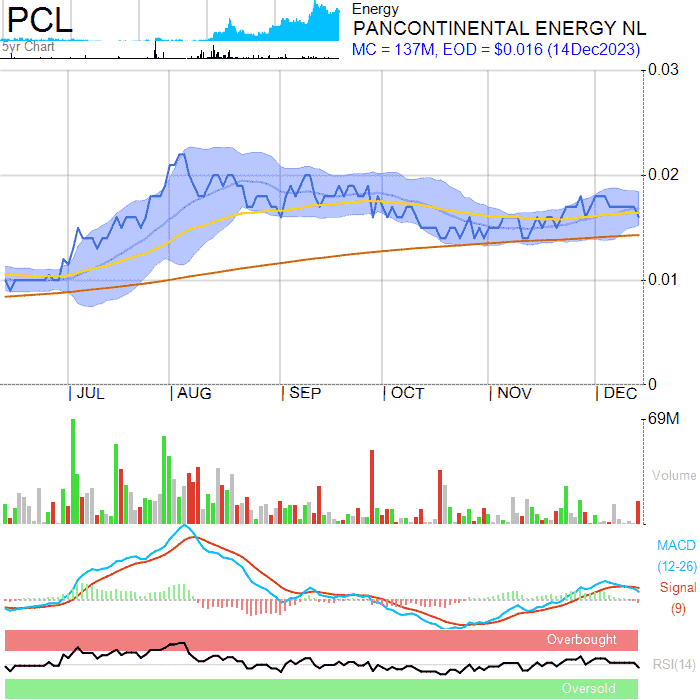 PCL
5yr Chart
Energy
PANCONTINENTAL ENERGY NL
MC = 137M, EOD = $0.016 (14Dec2023)
0.03
0.02
0.01
0
JUL AUG SEP OCT NOV DEC
69M
Volume
MACD
(12-26)
Signal
(9)
Overbought
RSI(14)
Oversold